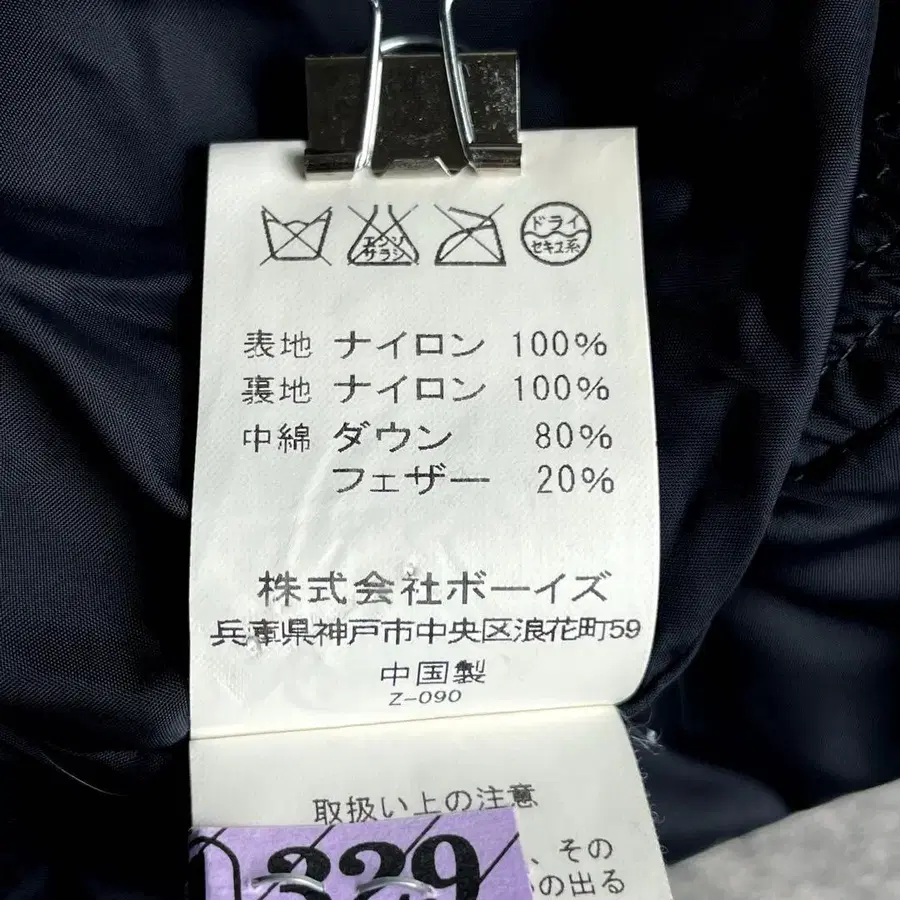 エンソ
サラシ
ドライ
セキユ系
表地 ナイロン 100%
裏地 ナイロン 100%
中綿 ダウン 80%
フェザー 20%
株式会社ボーイズ
兵庫県神戸市中央区浪花町59
中国製
Z-090
取扱い上の注意
、その
の出る
329